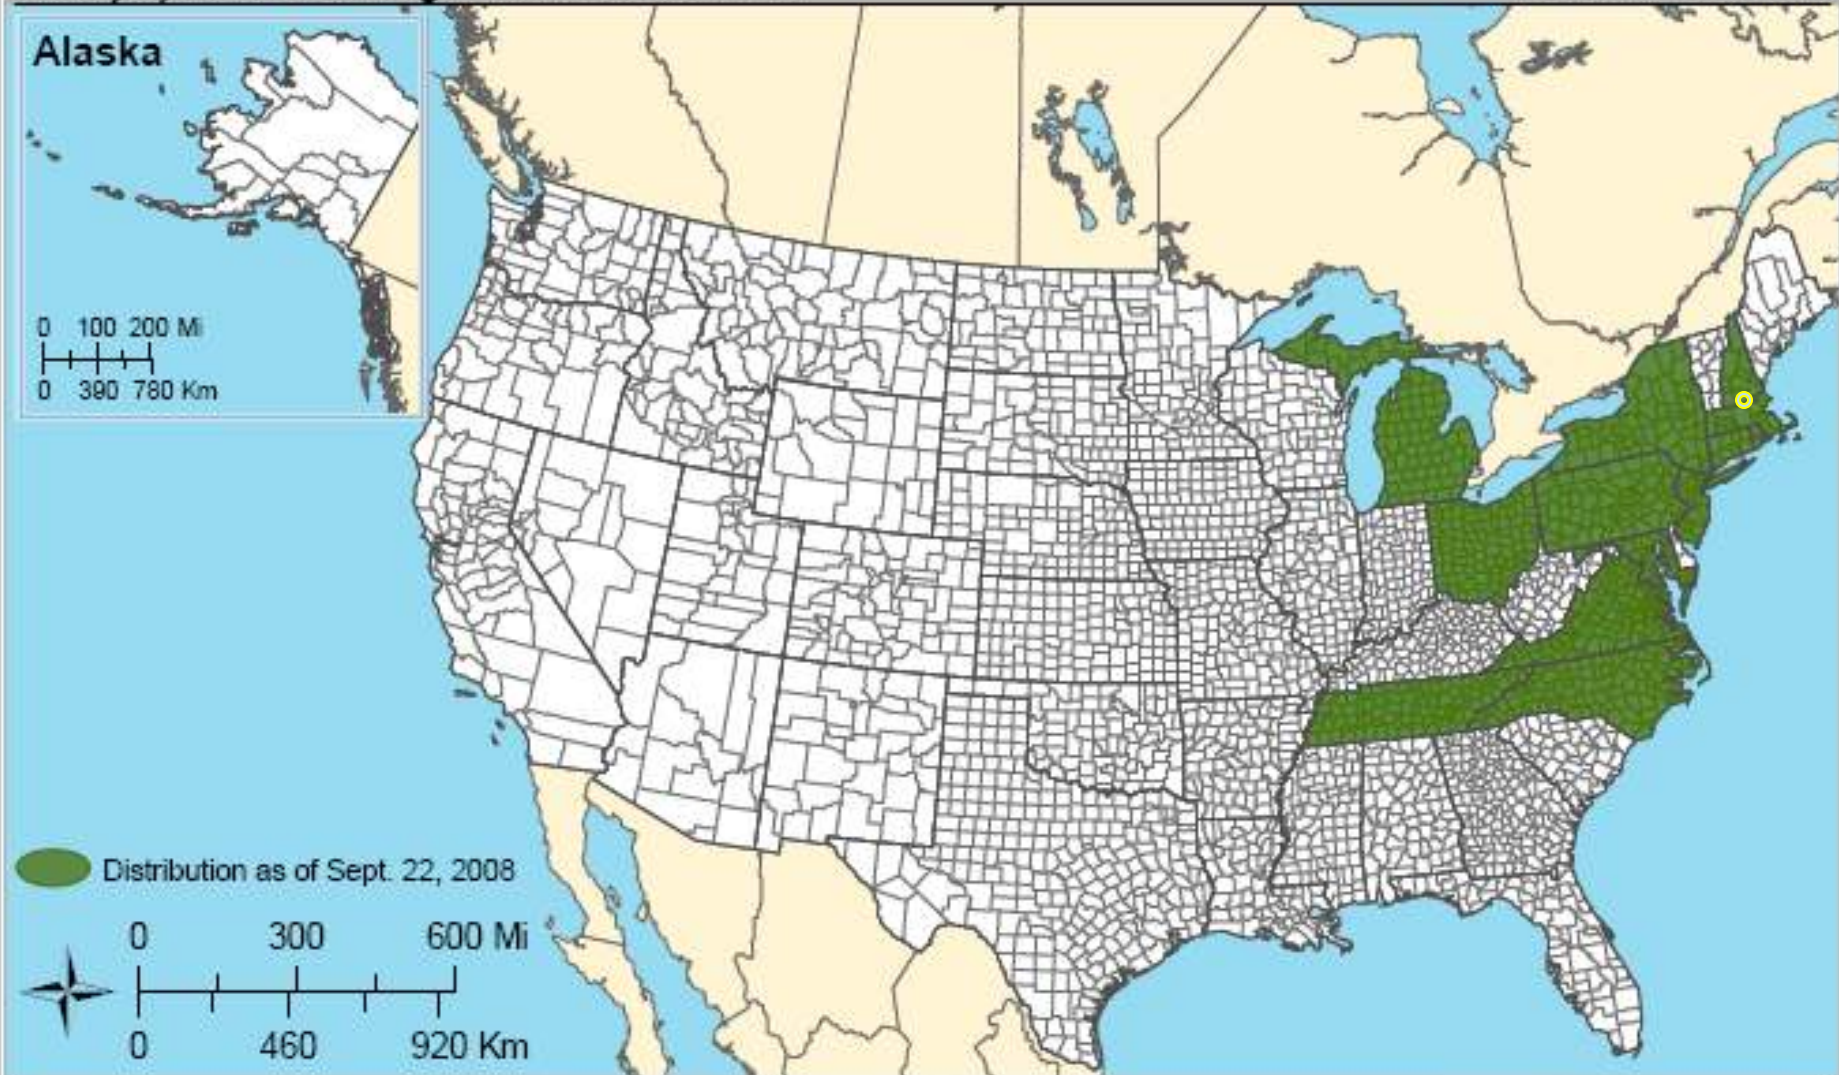 Alaska
0 100 200 Mi
0 390 780 Km
Distribution as of Sept. 22, 2008
0 300 600 Mi
0 460 920 Km